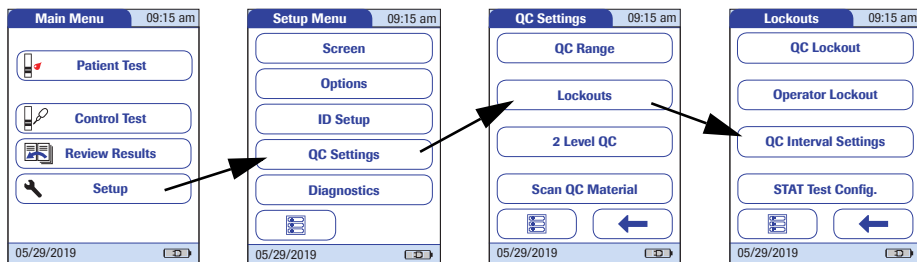 Main Menu 09:15 am
Patient Test
Control Test
Review Results
Setup
05/29/2019
Setup Menu 09:15 am
Screen
Options
ID Setup
QC Settings
Diagnostics
05/29/2019
QC Settings 09:15 am
QC Range
Lockouts
2 Level QC
Scan QC Material
05/29/2019
Lockouts 09:15 am
QC Lockout
Operator Lockout
QC Interval Settings
STAT Test Config.
05/29/2019